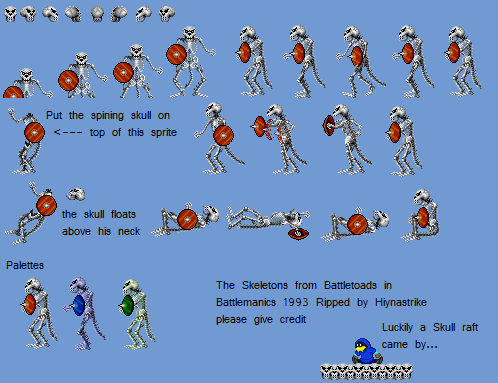 Put the spining skull on
<--- top of this sprite
the skull floats
above his neck
Palettes
The Skeletons from Battletoads in
Battlemanics 1993 Ripped by Hiynastrike
please give credit
Luckily a Skull raft
came by...